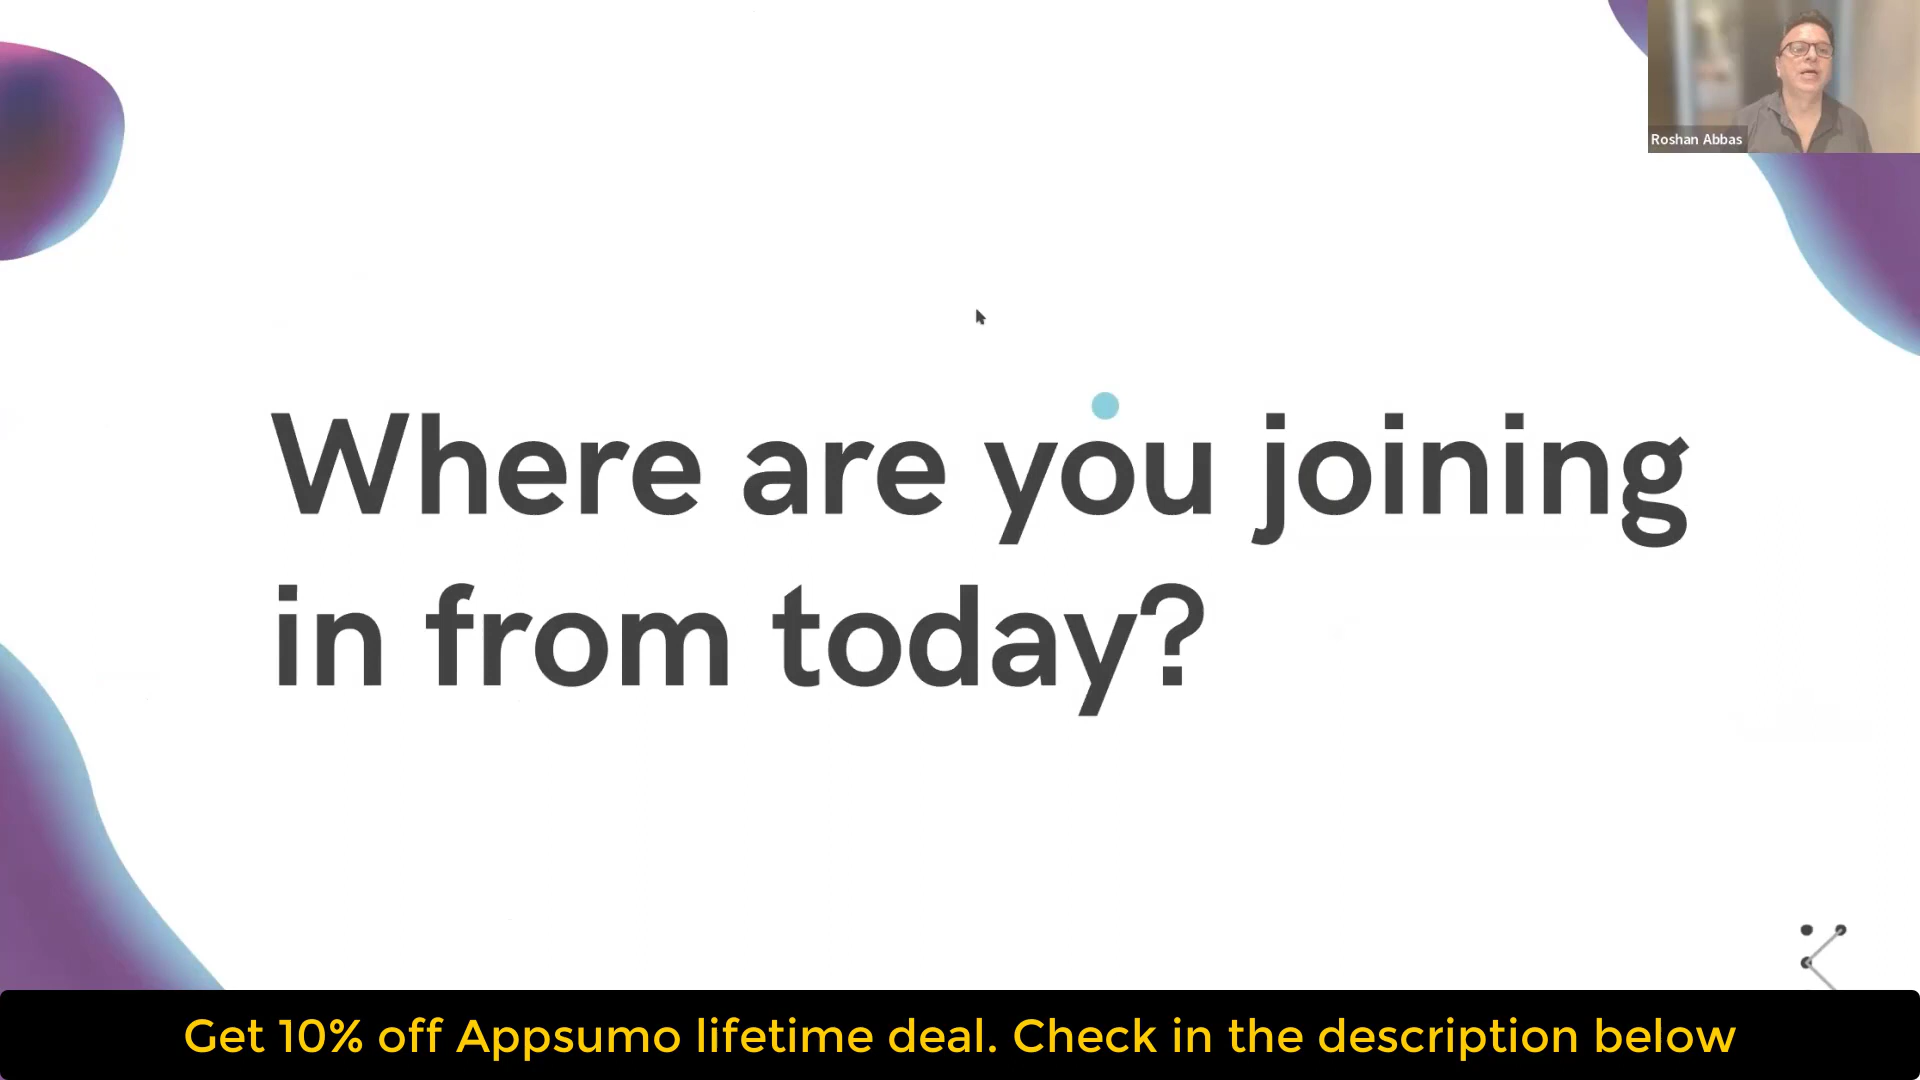 Roshan Abbas
Where are you joining
in from today?
Get 10% off Appsumo lifetime deal. Check in the description below